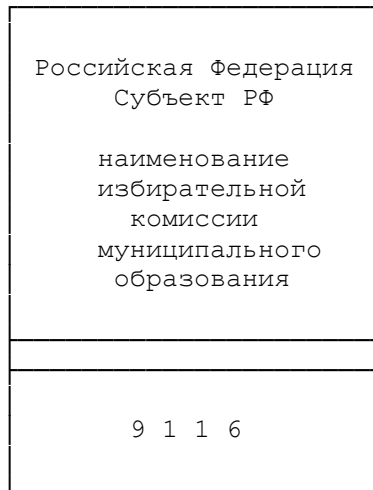 Российская Федерация
Субъект РФ
наименование
избирательной
комиссии
муниципального
образования
9 1 1 6